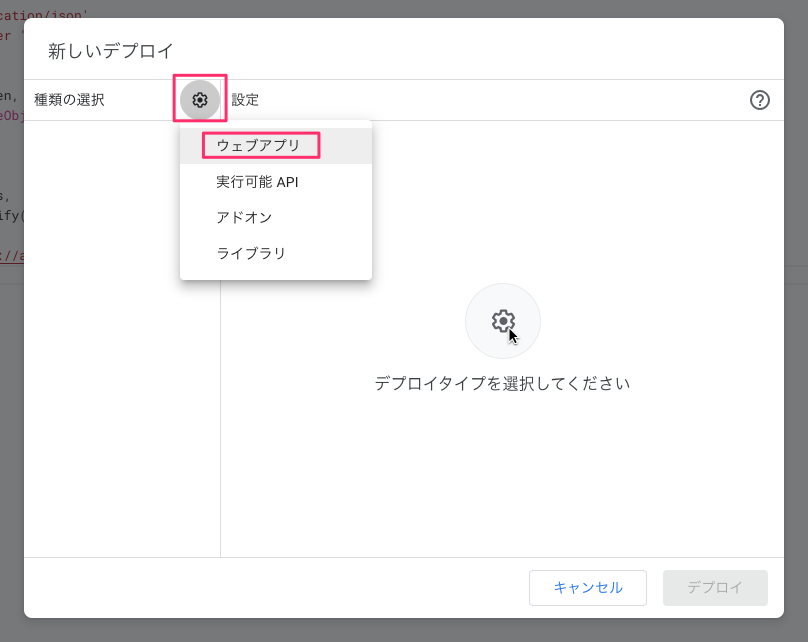 cation/json'
er '
新しいデプロイ
種類の選択
設定
en,
eObj
ウェブアプリ
実行可能 API
アドオン
s,
ify(
ライブラリ
://a
デプロイタイプを選択してください
キャンセル
デプロイ